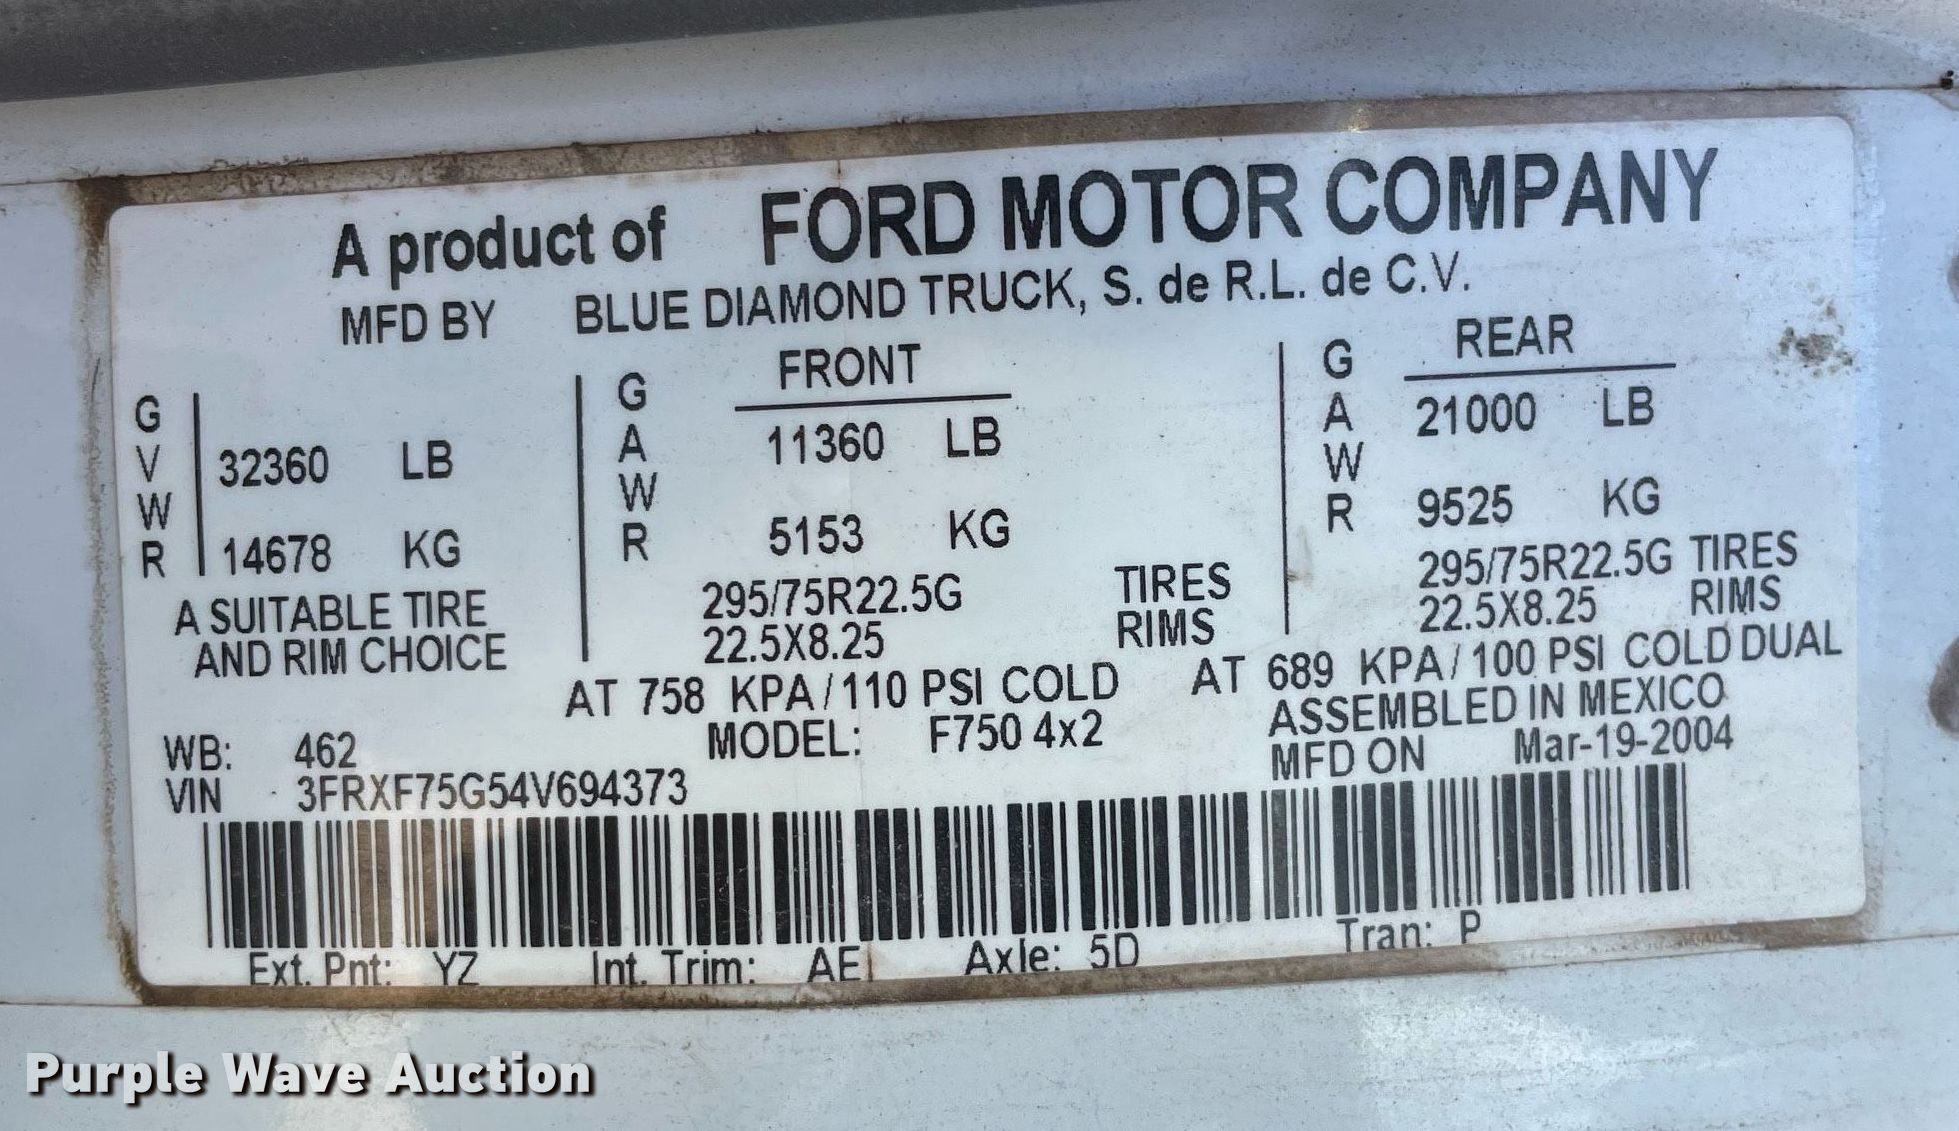 A product of FORD MOTOR COMPANY
MFD BY BLUE DIAMOND TRUCK, S. de R.L. de C.V.
GVWR
32360 LB
14678 KG
A SUITABLE TIRE
AND RIM CHOICE
GAWR
FRONT
11360 LB
5153 KG
295/75R22.5G TIRES
22.5X8.25 RIMS
AT 758 KPA/110 PSI COLD
GAWR
REAR
21000 LB
9525 KG
295/75R22.5G TIRES
22.5X8.25 RIMS
AT 689 KPA/100 PSI COLD DUAL
WB: 462
MODEL: F750 4x2
ASSEMBLED IN MEXICO
VIN 3FRXF75G54V694373
MFD ON Mar-19-2004
Ext. Pnt: YZ Int. Trim: AE Axle: 5D Tran: P
Purple Wave Auction